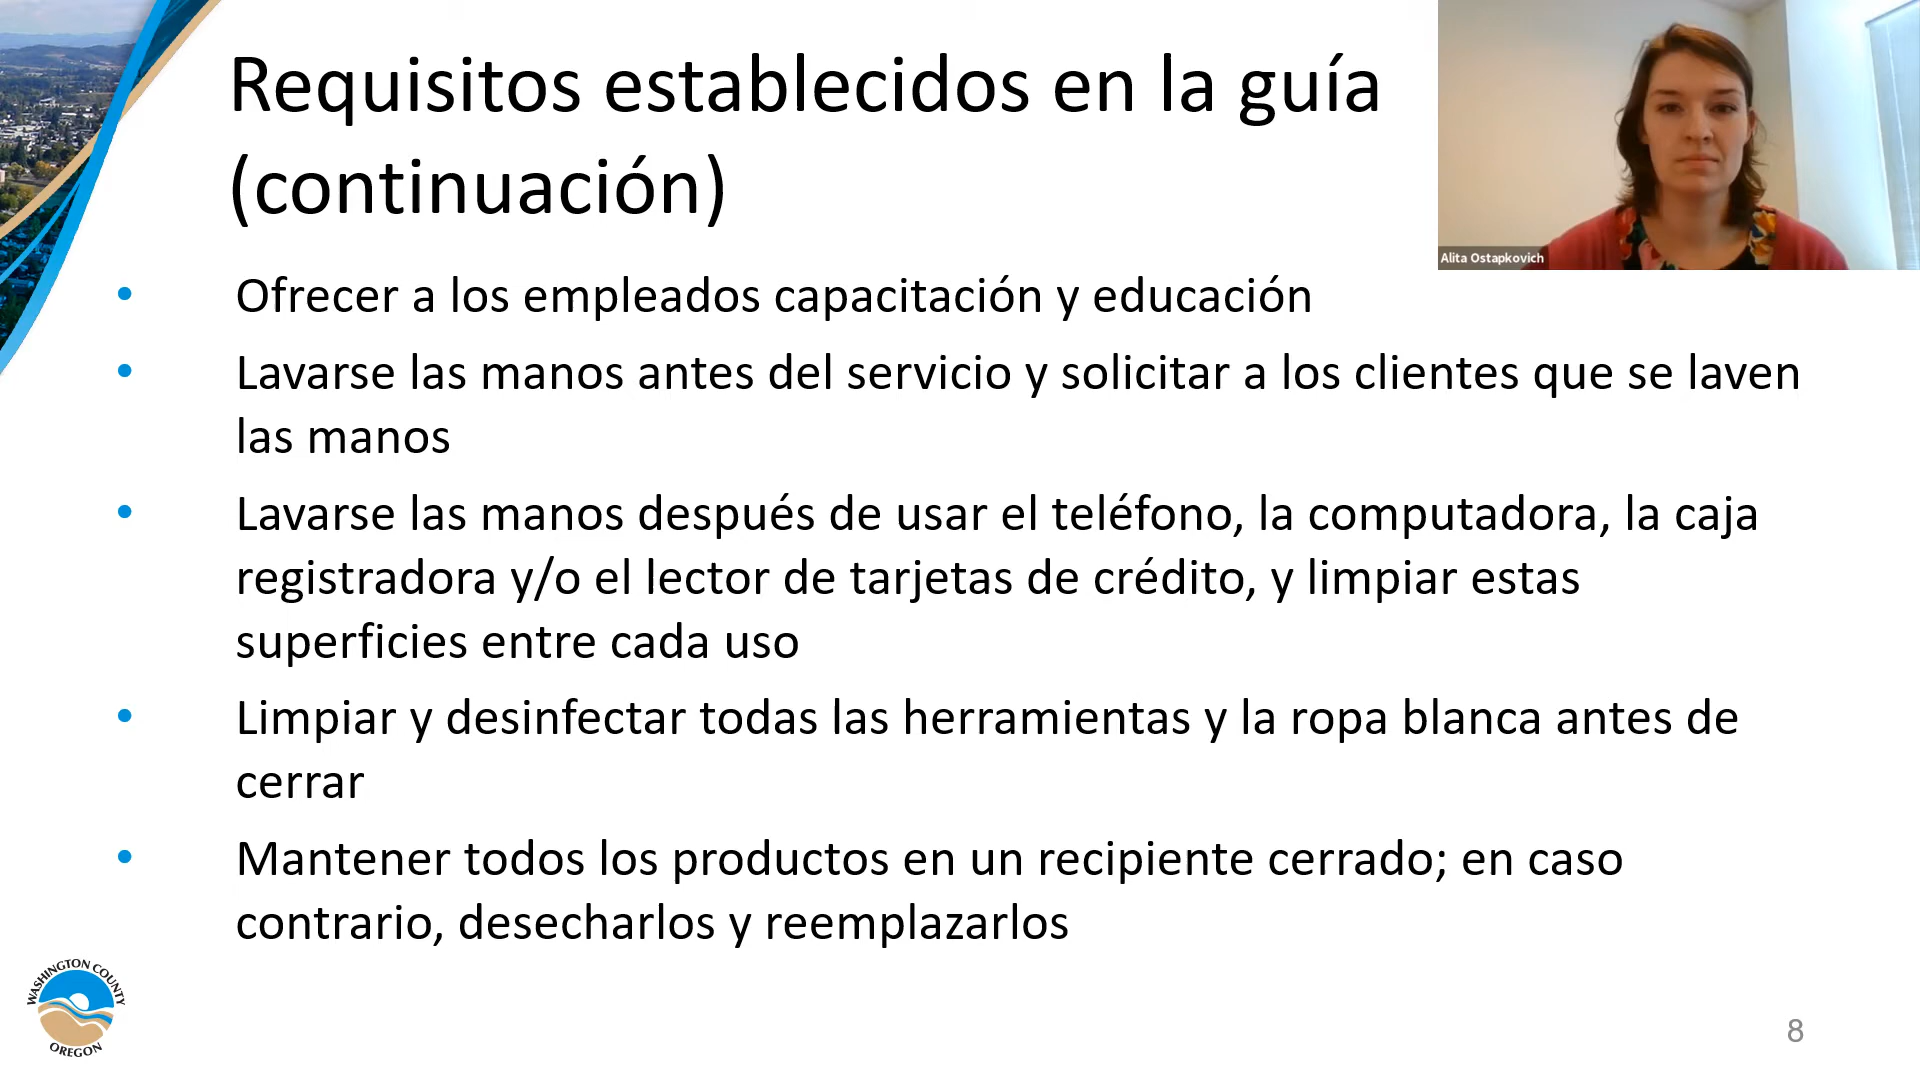 Requisitos establecidos en la guía
(continuación)
Alita Ostapkovich
• Ofrecer a los empleados capacitación y educación
• Lavarse las manos antes del servicio y solicitar a los clientes que se laven
las manos
• Lavarse las manos después de usar el teléfono, la computadora, la caja
registradora y/o el lector de tarjetas de crédito, y limpiar estas
superficies entre cada uso
• Limpiar y desinfectar todas las herramientas y la ropa blanca antes de
cerrar
• Mantener todos los productos en un recipiente cerrado; en caso
contrario, desecharlos y reemplazarlos
WASHINGTON COUNTY
OREGON
8